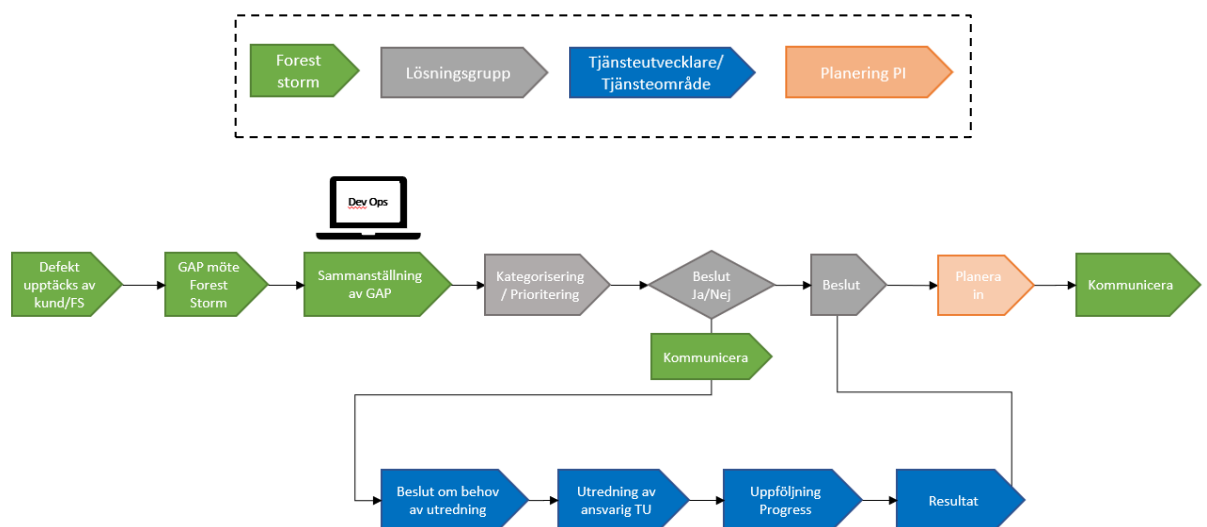 Forest
storm
Lösningsgrupp
Tjänsteutvecklare/
Tjänsteområde
Planering PI
Dev Ops
Defekt
upptäcks av
kund/FS
GAP möte
Forest
Storm
Sammanställning
av GAP
Kategorisering
/ Prioritering
Beslut
Ja/Nej
Beslut
Planera
in
Kommunicera
Kommunicera
Beslut om behov
av utredning
Utredning av
ansvarig TU
Uppföljning
Progress
Resultat